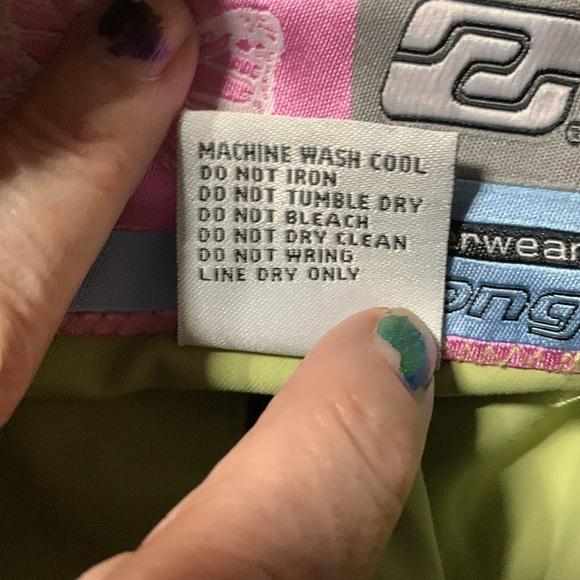 MACHINE WASH COOL
DO NOT IRON
DO NOT TUMBLE DRY
DO NOT BLEACH
DO NOT DRY CLEAN
DO NOT WRING
LINE DRY ONLY